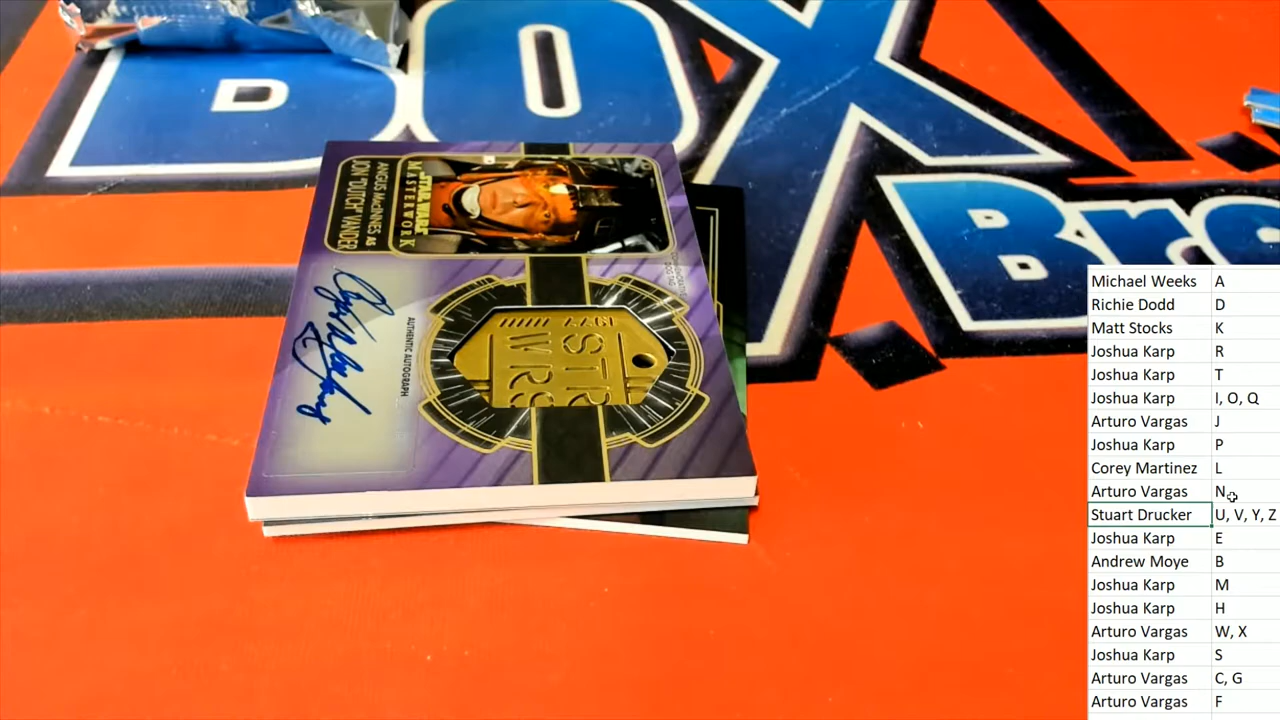 BOX
Bre
STAR WARS
MASTERWORK
ANGUS MacINNES AS
JON "DUTCH" VANDER
AUTHENTIC AUTOGRAPH
Michael Weeks A
Richie Dodd D
Matt Stocks K
Joshua Karp R
Joshua Karp T
Joshua Karp I, O, Q
Arturo Vargas J
Joshua Karp P
Corey Martinez L
Arturo Vargas N
Stuart Drucker U, V, Y, Z
Joshua Karp E
Andrew Moye B
Joshua Karp M
Joshua Karp H
Arturo Vargas W, X
Joshua Karp S
Arturo Vargas C, G
Arturo Vargas F